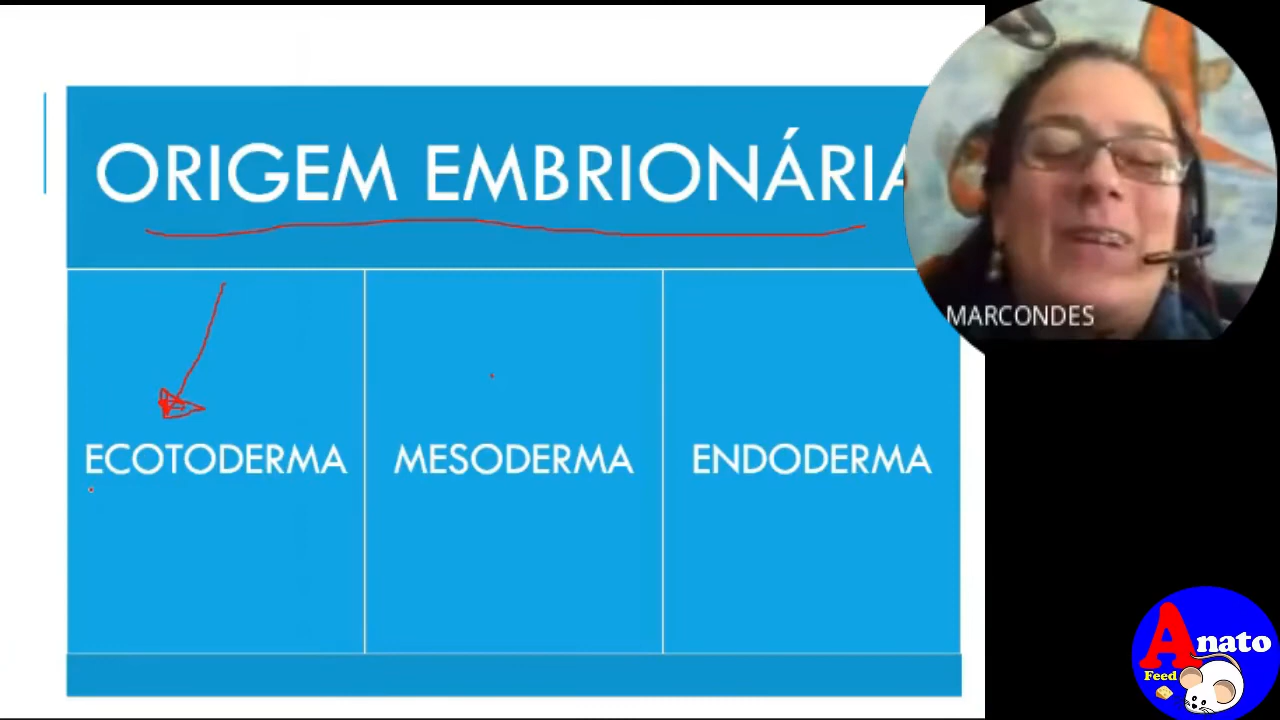 ORIGEM EMBRIONÁRIA
ECOTODERMA
MESODERMA
ENDODERMA
MARCONDES
Anato
Feed